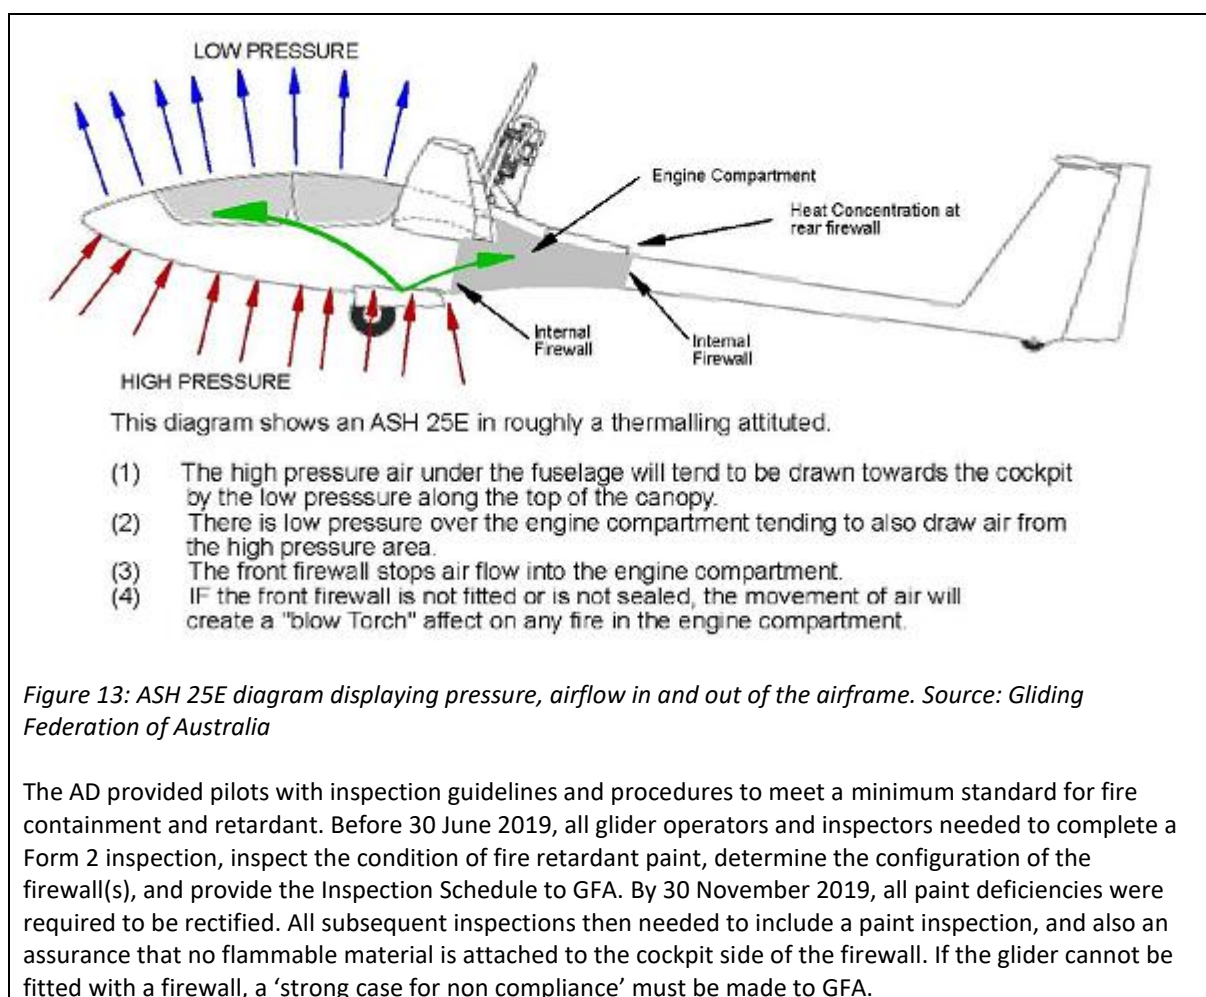 LOW PRESSURE
Engine Compartment
Heat Concentration at
rear firewall
Internal
Firewall
Internal
Firewall
HIGH PRESSURE
This diagram shows an ASH 25E in roughly a thermalling attituted.
(1) The high pressure air under the fuselage will tend to be drawn towards the cockpit
by the low presssure along the top of the canopy.
(2) There is low pressure over the engine compartment tending to also draw air from
the high pressure area.
(3) The front firewall stops air flow into the engine compartment.
(4) IF the front firewall is not fitted or is not sealed, the movement of air will
create a "blow Torch" affect on any fire in the engine compartment.
Figure 13: ASH 25E diagram displaying pressure, airflow in and out of the airframe. Source: Gliding
Federation of Australia
The AD provided pilots with inspection guidelines and procedures to meet a minimum standard for fire
containment and retardant. Before 30 June 2019, all glider operators and inspectors needed to complete a
Form 2 inspection, inspect the condition of fire retardant paint, determine the configuration of the
firewall(s), and provide the Inspection Schedule to GFA. By 30 November 2019, all paint deficiencies were
required to be rectified. All subsequent inspections then needed to include a paint inspection, and also an
assurance that no flammable material is attached to the cockpit side of the firewall. If the glider cannot be
fitted with a firewall, a ‘strong case for non compliance’ must be made to GFA.